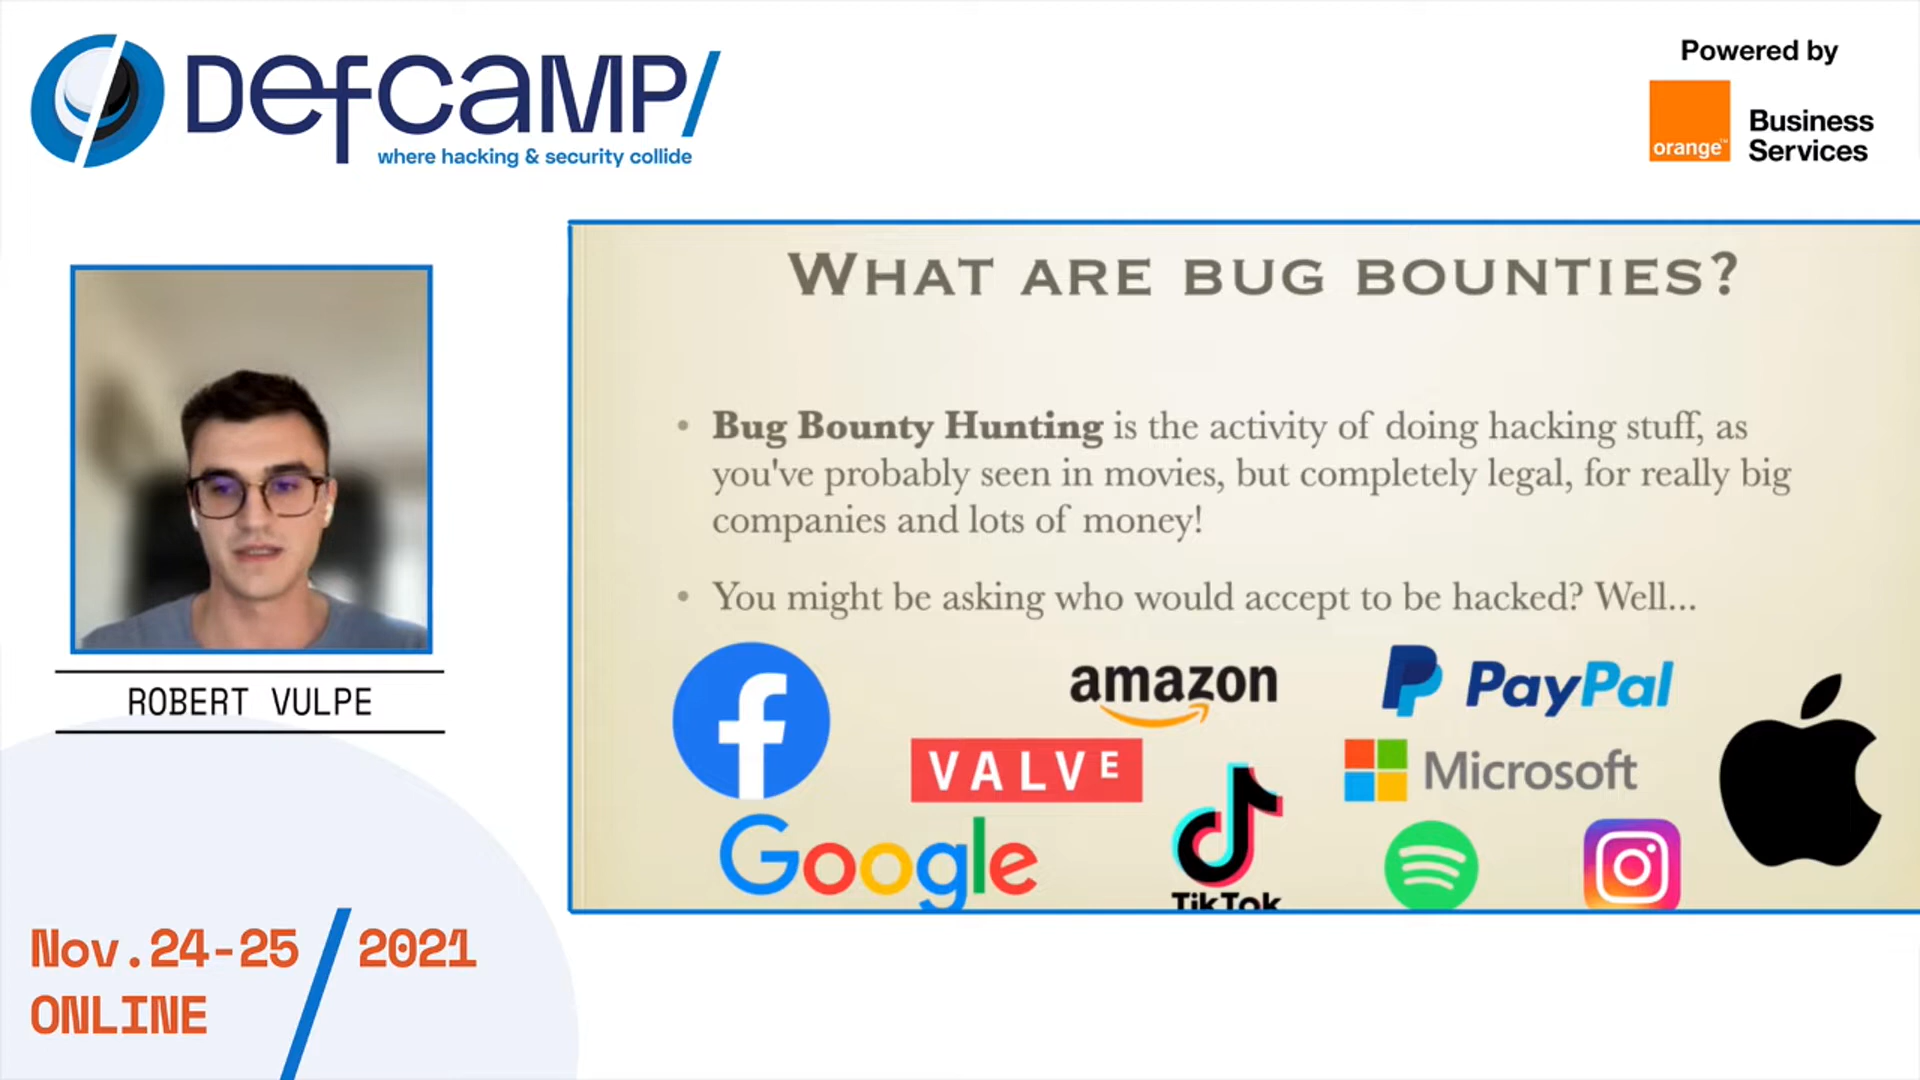 Defcamp/
where hacking & security collide
Powered by
orange™
Business
Services
ROBERT VULPE
Nov.24-25/2021
ONLINE
WHAT ARE BUG BOUNTIES?
• Bug Bounty Hunting is the activity of doing hacking stuff, as
you've probably seen in movies, but completely legal, for really big
companies and lots of money!
• You might be asking who would accept to be hacked? Well...
f
amazon
PayPal
VALVE
Microsoft
Google
TikTok